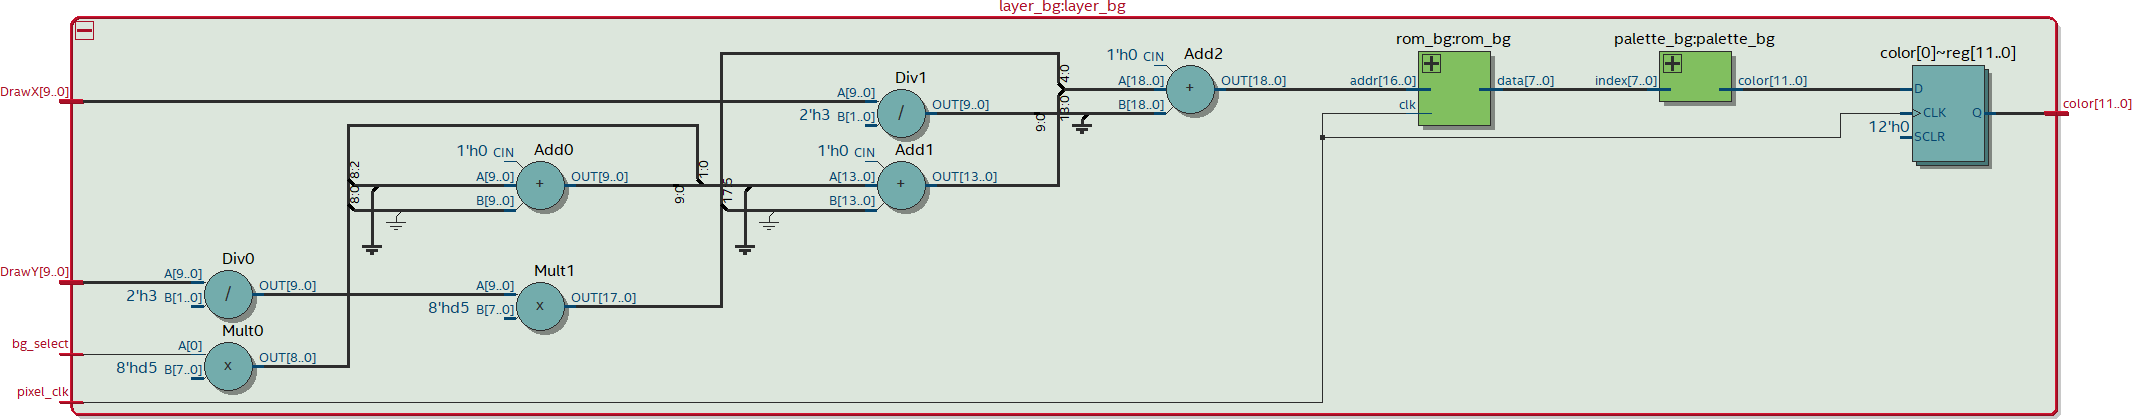 layer_bg:layer_bg
DrawX[9..0]
DrawY[9..0]
bg_select
pixel_clk
Div0
A[9..0]
2'h3 B[1..0]
/
OUT[9..0]
Mult0
A[0]
8'hd5 B[7..0]
x
OUT[8..0]
8:2
8:0
1'h0 CIN
Add0
A[9..0]
B[9..0]
+
OUT[9..0]
9:0
1:0
Mult1
A[9..0]
8'hd5 B[7..0]
x
OUT[17..0]
17:5
Div1
A[9..0]
2'h3 B[1..0]
/
OUT[9..0]
1'h0 CIN
Add1
A[13..0]
B[13..0]
+
OUT[13..0]
9:0
4:0
13:0
1'h0 CIN
Add2
A[18..0]
B[18..0]
+
OUT[18..0]
rom_bg:rom_bg
addr[16..0]
clk
data[7..0]
palette_bg:palette_bg
index[7..0]
color[11..0]
color[0]~reg[11..0]
D
CLK
12'h0 SCLR
Q
color[11..0]